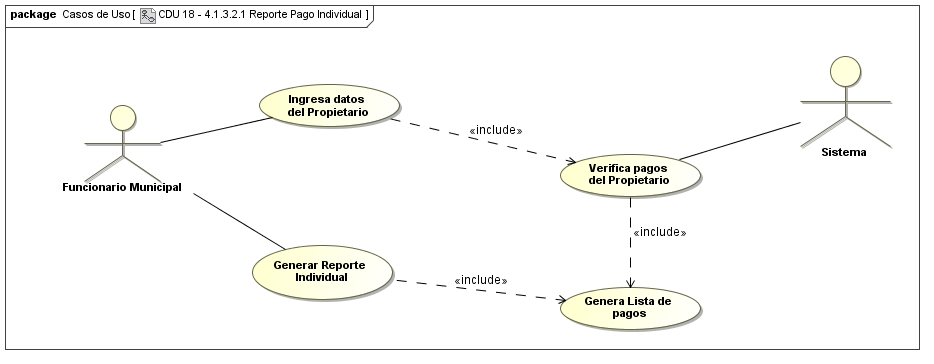 package Casos de Uso[ CDU 18 - 4.1.3.2.1 Reporte Pago Individual ]
Ingresa datos
del Propietario
«include»
Sistema
Verifica pagos
del Propietario
Funcionario Municipal
«include»
Generar Reporte
Individual
«include»
Genera Lista de
pagos